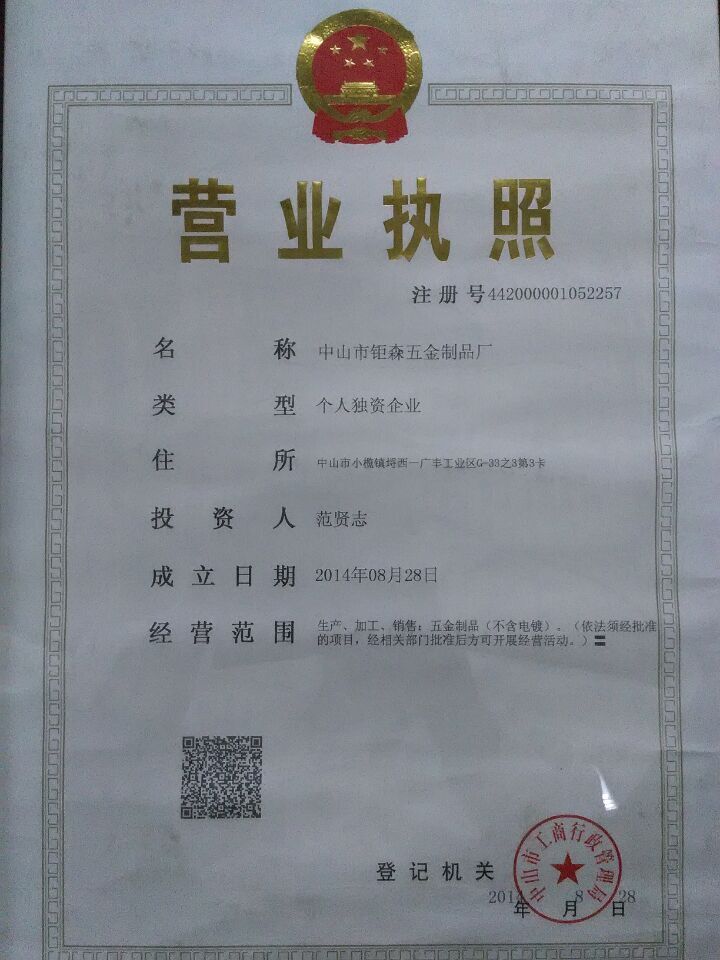 营业执照
注册号442000001052257
名称 中山市钜森五金制品厂
类型 个人独资企业
住所 中山市小榄镇埒西一广丰工业区G-33之3第3卡
投资人 范贤志
成立日期 2014年08月28日
经营范围 生产、加工、销售：五金制品（不含电镀）。（依法须经批准
的项目，经相关部门批准后方可开展经营活动。）〓
中山市工商行政管理局
登记机关
2014 8 28
年 月 日